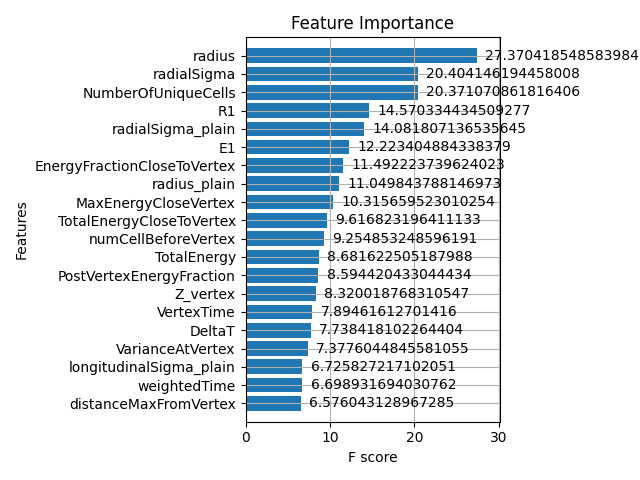 Feature Importance
Features
radius 27.370418548583984
radialSigma 20.404146194458008
NumberOfUniqueCells 20.371070861816406
R1 14.570334434509277
radialSigma_plain 14.081807136535645
E1 12.223404884338379
EnergyFractionCloseToVertex 11.492223739624023
radius_plain 11.049843788146973
MaxEnergyCloseVertex 10.315659523010254
TotalEnergyCloseToVertex 9.616823196411133
numCellBeforeVertex 9.254853248596191
TotalEnergy 8.681622505187988
PostVertexEnergyFraction 8.594420433044434
Z_vertex 8.320018768310547
VertexTime 7.89461612701416
DeltaT 7.738418102264404
VarianceAtVertex 7.3776044845581055
longitudinalSigma_plain 6.725827217102051
weightedTime 6.698931694030762
distanceMaxFromVertex 6.576043128967285
0 10 20 30
F score